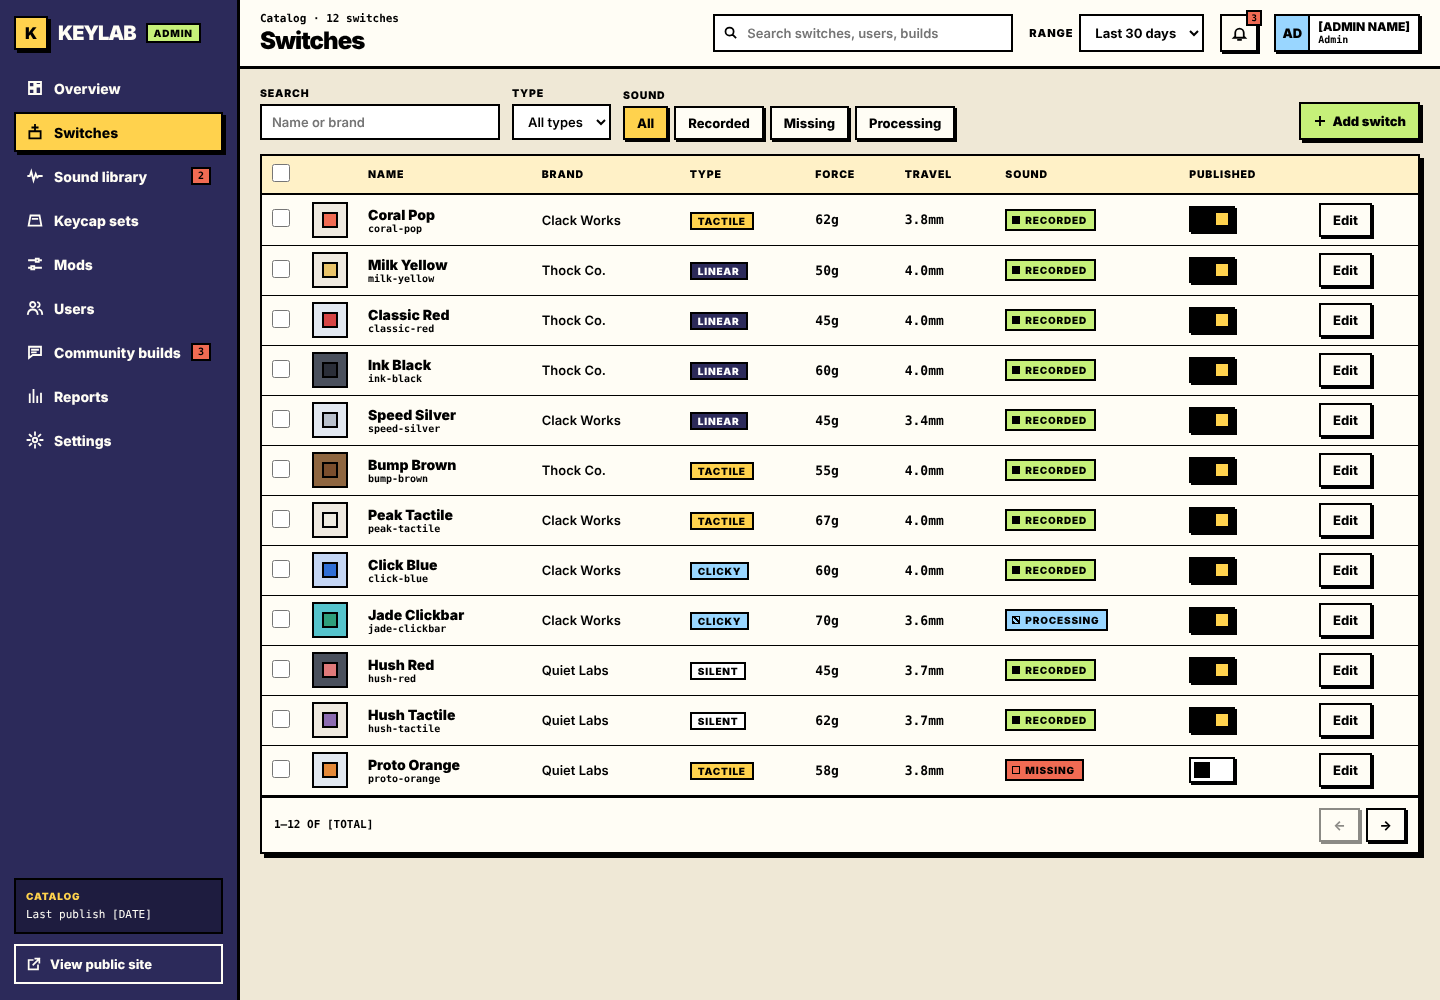 K KEYLAB ADMIN
Overview
Switches
Sound library 2
Keycap sets
Mods
Users
Community builds 3
Reports
Settings
CATALOG
Last publish [DATE]
View public site
Catalog · 12 switches
Switches
Search switches, users, builds
RANGE Last 30 days
3
AD [ADMIN NAME]
Admin
SEARCH
Name or brand
TYPE
All types
SOUND
All Recorded Missing Processing
+ Add switch
NAME BRAND TYPE FORCE TRAVEL SOUND PUBLISHED
Coral Pop Clack Works TACTILE 62g 3.8mm RECORDED Edit
coral-pop
Milk Yellow Thock Co. LINEAR 50g 4.0mm RECORDED Edit
milk-yellow
Classic Red Thock Co. LINEAR 45g 4.0mm RECORDED Edit
classic-red
Ink Black Thock Co. LINEAR 60g 4.0mm RECORDED Edit
ink-black
Speed Silver Clack Works LINEAR 45g 3.4mm RECORDED Edit
speed-silver
Bump Brown Thock Co. TACTILE 55g 4.0mm RECORDED Edit
bump-brown
Peak Tactile Clack Works TACTILE 67g 4.0mm RECORDED Edit
peak-tactile
Click Blue Clack Works CLICKY 60g 4.0mm RECORDED Edit
click-blue
Jade Clickbar Clack Works CLICKY 70g 3.6mm PROCESSING Edit
jade-clickbar
Hush Red Quiet Labs SILENT 45g 3.7mm RECORDED Edit
hush-red
Hush Tactile Quiet Labs SILENT 62g 3.7mm RECORDED Edit
hush-tactile
Proto Orange Quiet Labs TACTILE 58g 3.8mm MISSING Edit
proto-orange
1–12 OF [TOTAL] ← →